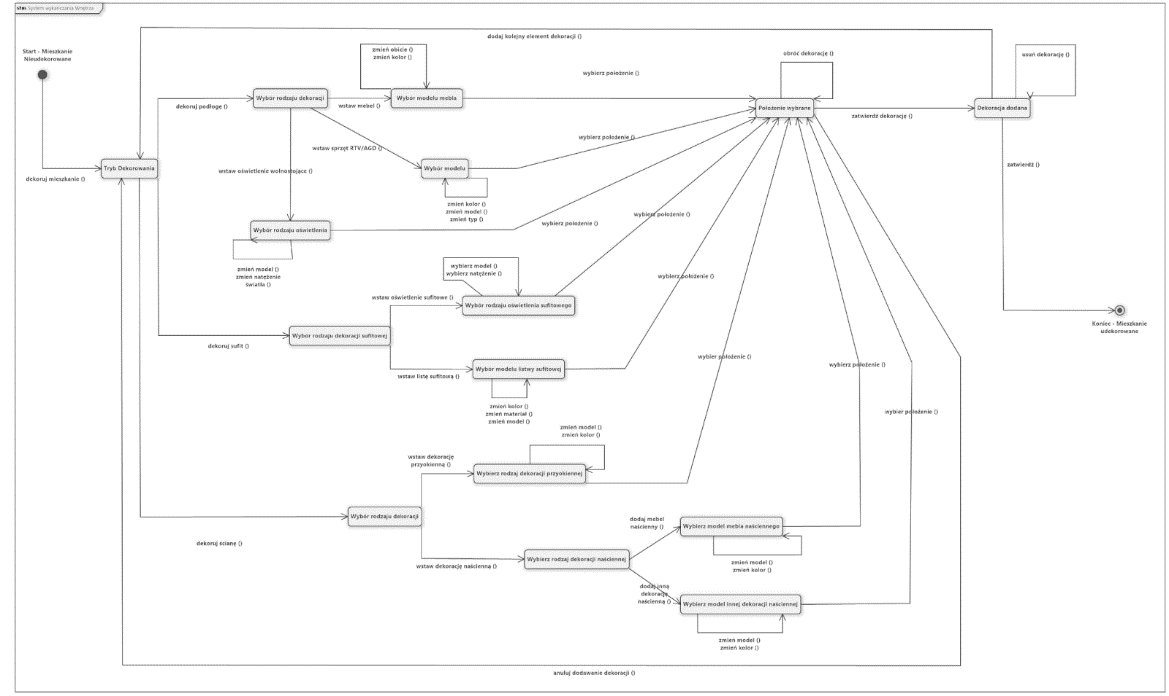 stm System wykańczania Wnętrza
dodaj kolejny element dekoracji ()
Start - Mieszkanie
Nieudekorowane
zmień obicie ()
zmień kolor ()
obróć dekorację ()
usuń dekorację ()
wybierz położenie ()
dekoruj podłogę ()
Wybór rodzaju dekoracji
wstaw mebel ()
Wybór modelu mebla
Położenie wybrane
zatwierdź dekorację ()
Dekoracja dodana
wybierz położenie ()
wstaw sprzęt RTV/AGD ()
zatwierdź ()
dekoruj mieszkanie ()
Tryb Dekorowania
wstaw oświetlenie wolnostojące ()
Wybór modelu
zmień kolor ()
zmień model ()
zmień typ ()
wybierz położenie ()
wybierz położenie ()
Wybór rodzaju oświetlenia
zmień model ()
zmień natężenie
światła ()
wybierz model ()
wybierz natężenie ()
wybierz położenie ()
wstaw oświetlenie sufitowe ()
Wybór rodzaju oświetlenia sufitowego
Koniec - Mieszkanie
udekorowane
Wybór rodzaju dekoracji sufitowej
dekoruj sufit ()
wybier położenie ()
wybierz położenie ()
Wybór modelu listwy sufitowej
wstaw listę sufitową ()
zmień kolor ()
zmień materiał ()
zmień model ()
wybier położenie ()
zmień model ()
zmień kolor ()
wstaw dekorację
przyokienną ()
Wybierz rodzaj dekoracji przyokiennej
Wybór rodzaju dekoracji
dekoruj ścianę ()
dodaj mebel
naścienny ()
Wybierz model mebla naściennego
wstaw dekorację naścienną ()
Wybierz rodzaj dekoracji naściennej
zmień model ()
zmień kolor ()
dodaj inną
dekorację
naścienną ()
Wybierz model innej dekoracji naściennej
zmień model ()
zmień kolor ()
anuluj dodawanie dekoracji ()